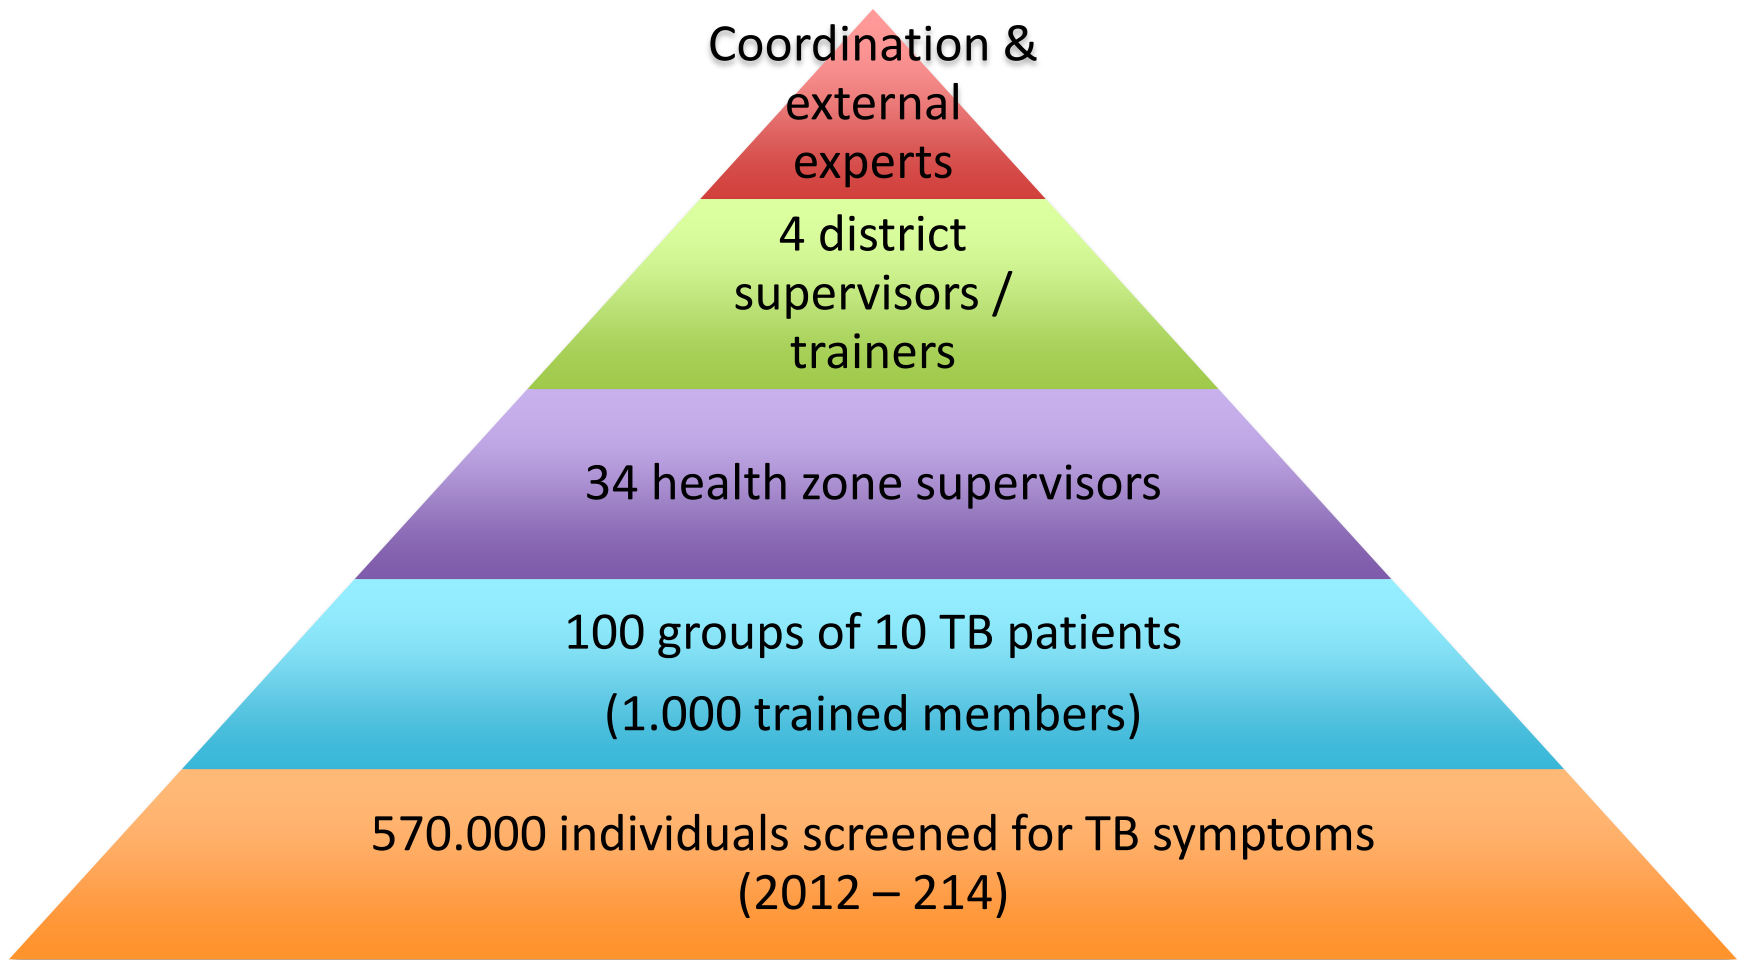 Coordination &
external
experts
4 district
supervisors /
trainers
34 health zone supervisors
100 groups of 10 TB patients
(1.000 trained members)
570.000 individuals screened for TB symptoms
(2012 – 214)